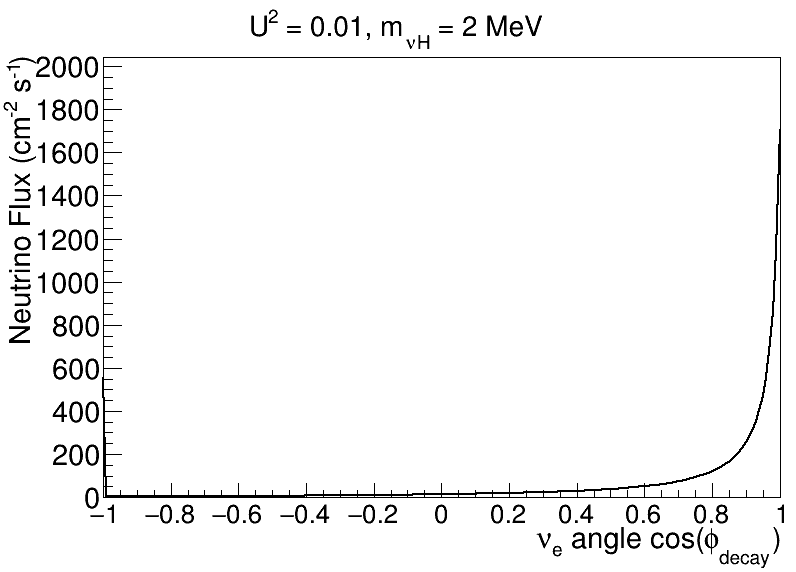 U² = 0.01, m_νH = 2 MeV
Neutrino Flux (cm⁻² s⁻¹)
2000
1800
1600
1400
1200
1000
800
600
400
200
0
−1 −0.8 −0.6 −0.4 −0.2 0 0.2 0.4 0.6 0.8 1
νₑ angle cos(ϕ_decay)